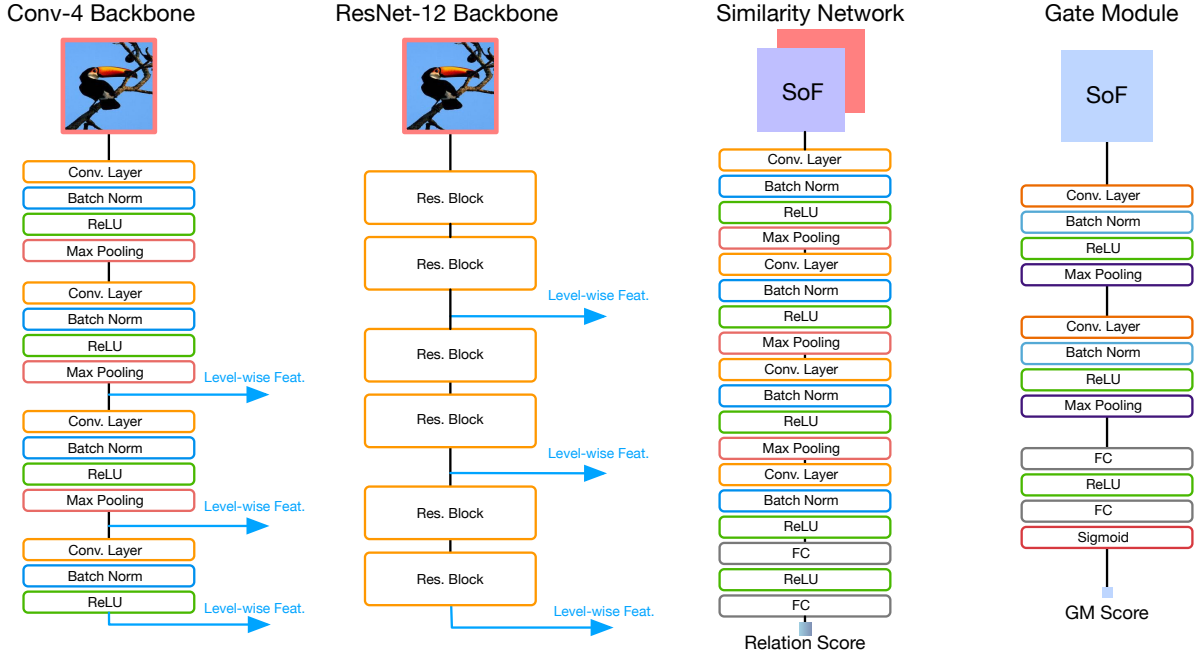 Conv-4 Backbone
Conv. Layer
Batch Norm
ReLU
Max Pooling
Conv. Layer
Batch Norm
ReLU
Max Pooling
Level-wise Feat.
Conv. Layer
Batch Norm
ReLU
Max Pooling
Level-wise Feat.
Conv. Layer
Batch Norm
ReLU
Level-wise Feat.
ResNet-12 Backbone
Res. Block
Res. Block
Level-wise Feat.
Res. Block
Res. Block
Level-wise Feat.
Res. Block
Res. Block
Level-wise Feat.
Similarity Network
SoF
Conv. Layer
Batch Norm
ReLU
Max Pooling
Conv. Layer
Batch Norm
ReLU
Max Pooling
Conv. Layer
Batch Norm
ReLU
Max Pooling
Conv. Layer
Batch Norm
ReLU
FC
ReLU
FC
Relation Score
Gate Module
SoF
Conv. Layer
Batch Norm
ReLU
Max Pooling
Conv. Layer
Batch Norm
ReLU
Max Pooling
FC
ReLU
FC
Sigmoid
GM Score